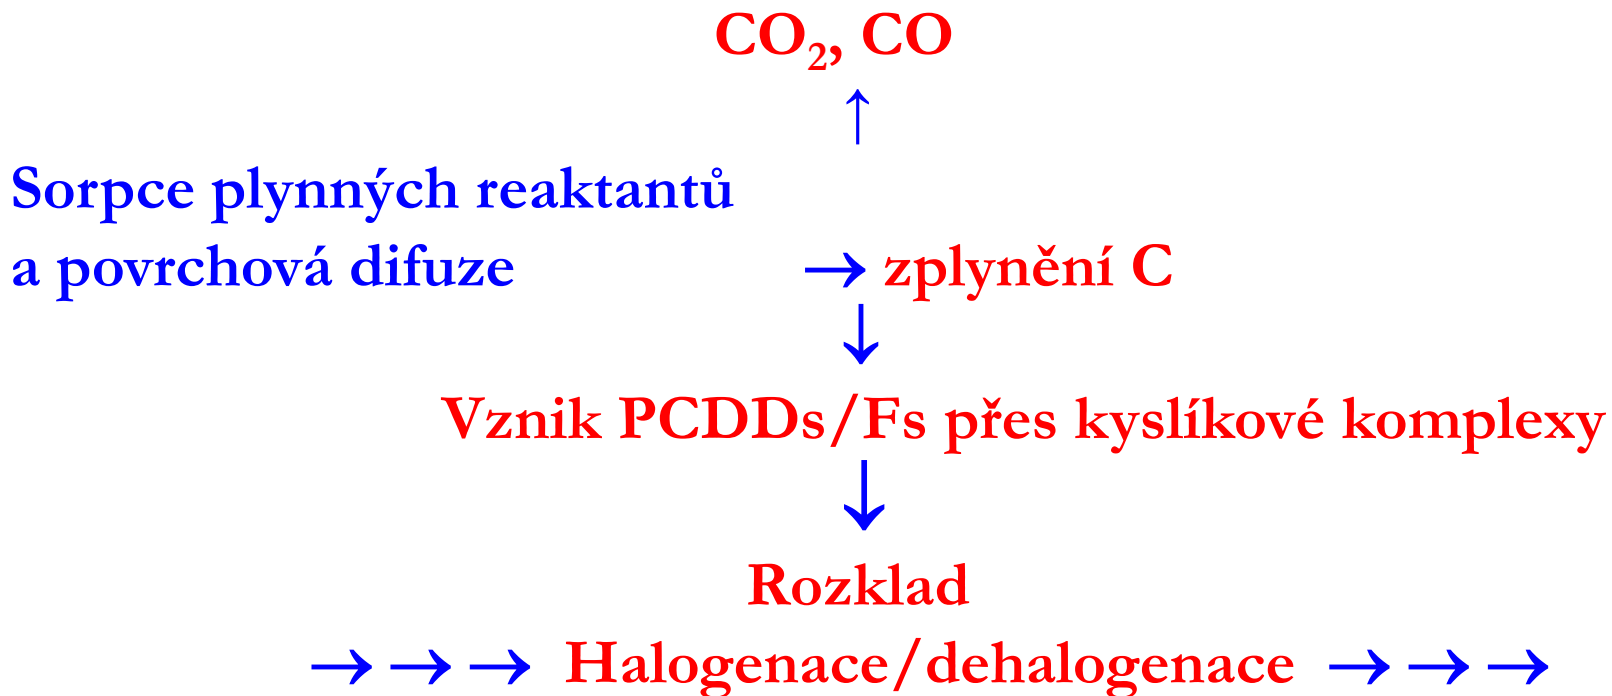 CO₂, CO
↑
Sorpce plynných reaktantů
a povrchová difuze → zplynění C
↓
Vznik PCDDs/Fs přes kyslíkové komplexy
↓
Rozklad
→ → → Halogenace/dehalogenace → → →